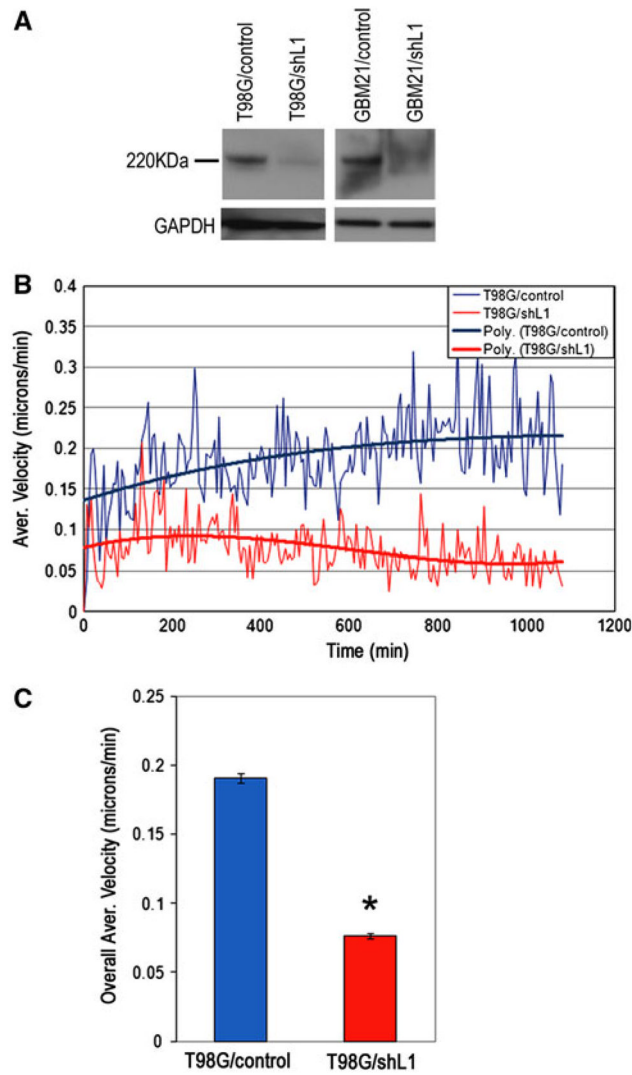 A
T98G/control
T98G/shL1
GBM21/control
GBM21/shL1
220KDa
GAPDH
B
0.4
0.35
0.3
0.25
0.2
0.15
0.1
0.05
0
Aver. Velocity (microns/min)
T98G/control
T98G/shL1
Poly. (T98G/control)
Poly. (T98G/shL1)
0 200 400 600 800 1000 1200
Time (min)
C
0.25
0.2
0.15
0.1
0.05
0
Overall Aver. Velocity (microns/min)
*
T98G/control T98G/shL1